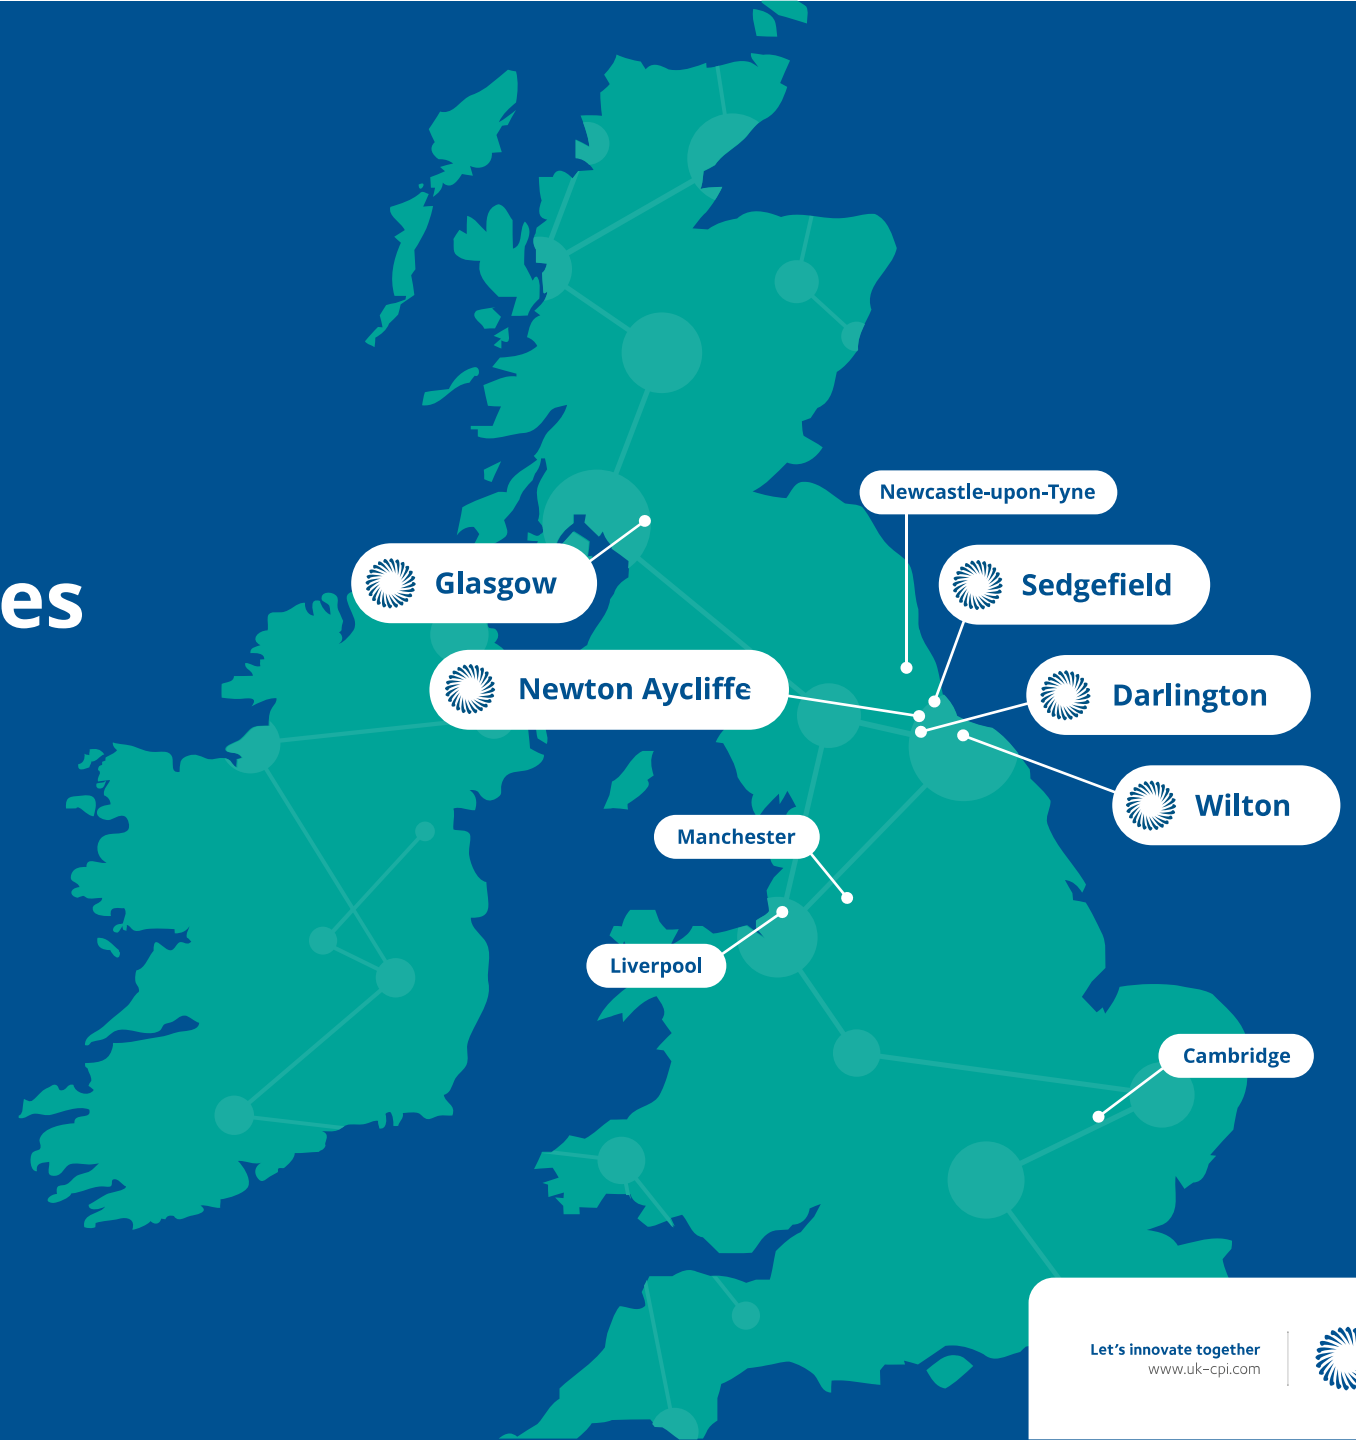 Newcastle-upon-Tyne
Glasgow
Sedgefield
es
Newton Aycliffe
Darlington
Wilton
Manchester
Liverpool
Cambridge
Let's innovate together
www.uk-cpi.com